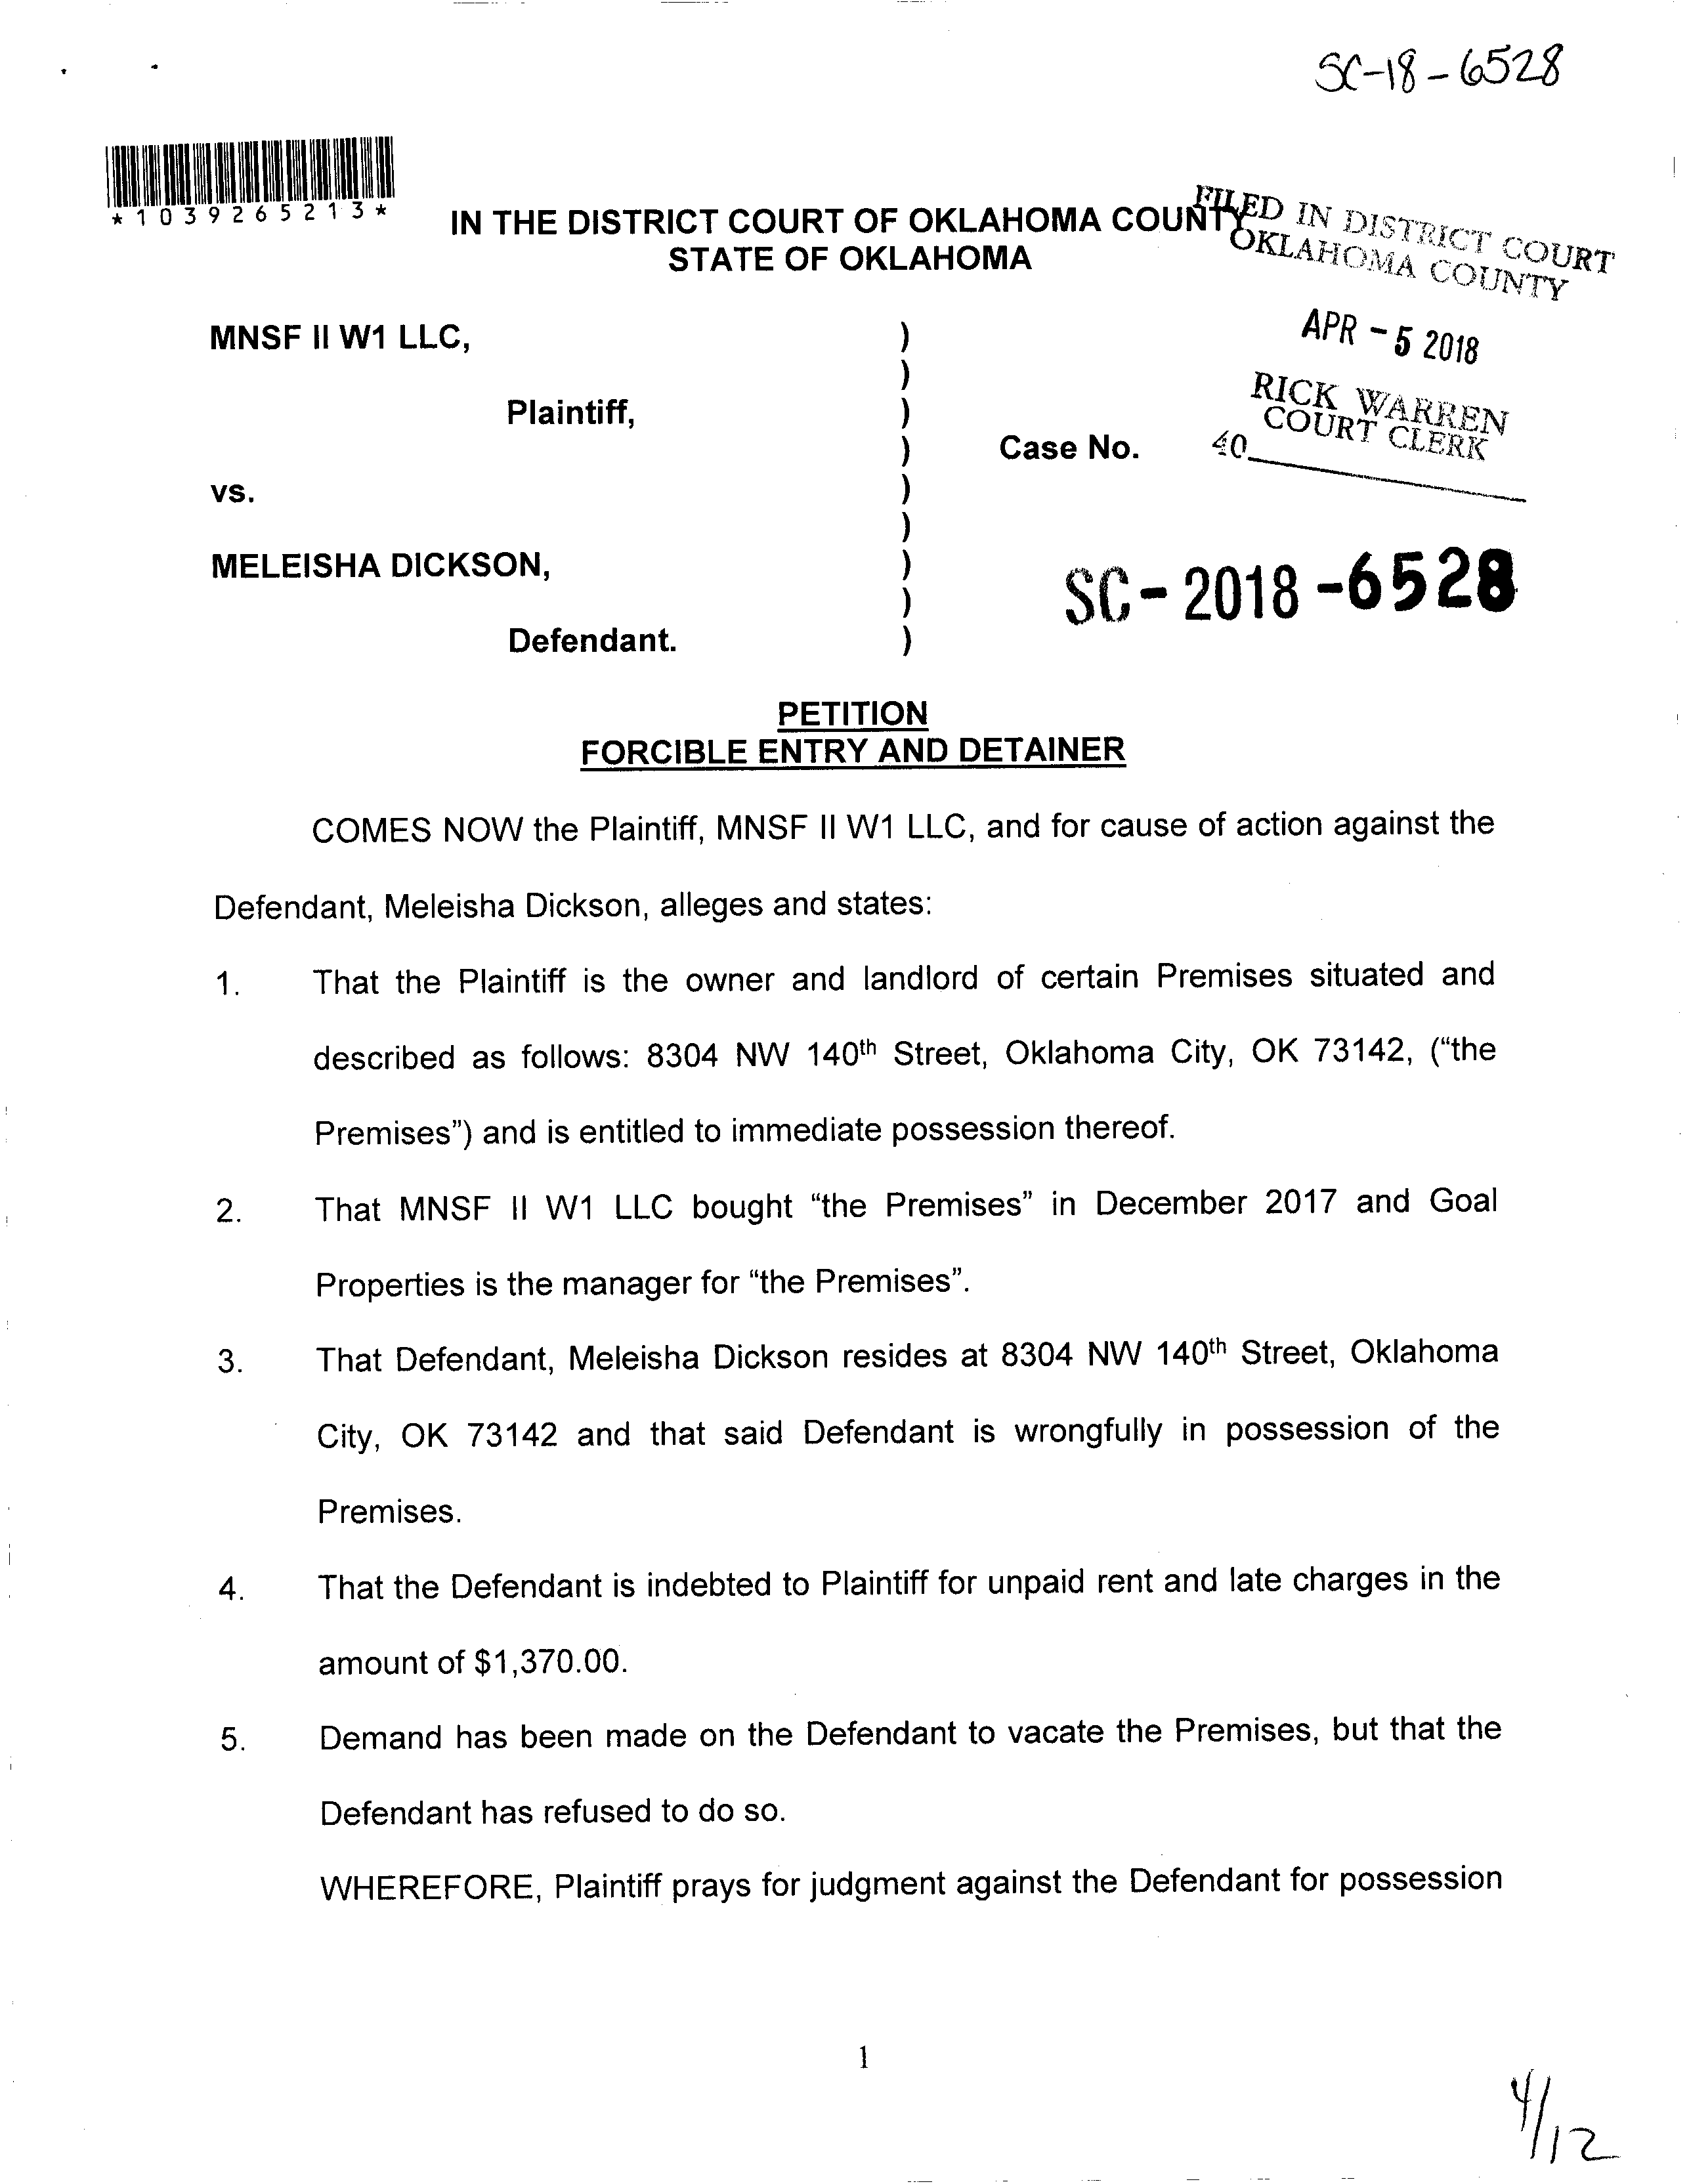 SC-18-6528
*1039265213*
IN THE DISTRICT COURT OF OKLAHOMA COUNTY
STATE OF OKLAHOMA
FILED IN DISTRICT COURT
OKLAHOMA COUNTY
APR -5 2018
RICK WARREN
COURT CLERK
40
MNSF II W1 LLC, )
)
Plaintiff, )
) Case No.
vs. )
)
MELEISHA DICKSON, )
SC-2018-6528
)
Defendant. )
PETITION
FORCIBLE ENTRY AND DETAINER
COMES NOW the Plaintiff, MNSF II W1 LLC, and for cause of action against the
Defendant, Meleisha Dickson, alleges and states:
1. That the Plaintiff is the owner and landlord of certain Premises situated and
described as follows: 8304 NW 140th Street, Oklahoma City, OK 73142, (“the
Premises”) and is entitled to immediate possession thereof.
2. That MNSF II W1 LLC bought “the Premises” in December 2017 and Goal
Properties is the manager for “the Premises”.
3. That Defendant, Meleisha Dickson resides at 8304 NW 140th Street, Oklahoma
City, OK 73142 and that said Defendant is wrongfully in possession of the
Premises.
4. That the Defendant is indebted to Plaintiff for unpaid rent and late charges in the
amount of $1,370.00.
5. Demand has been made on the Defendant to vacate the Premises, but that the
Defendant has refused to do so.
WHEREFORE, Plaintiff prays for judgment against the Defendant for possession
1
4/12